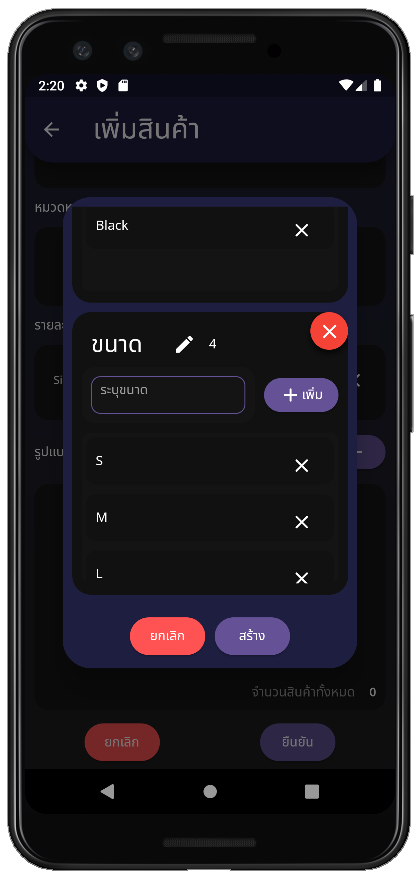 2:20
เพิ่มสินค้า
หมวดห
Black
รายละ
ขนาด 4
ระบุขนาด
เพิ่ม
S
รูปแบ
M
L
ยกเลิก
สร้าง
จำนวนสินค้าทั้งหมด 0
ยกเลิก
ยืนยัน